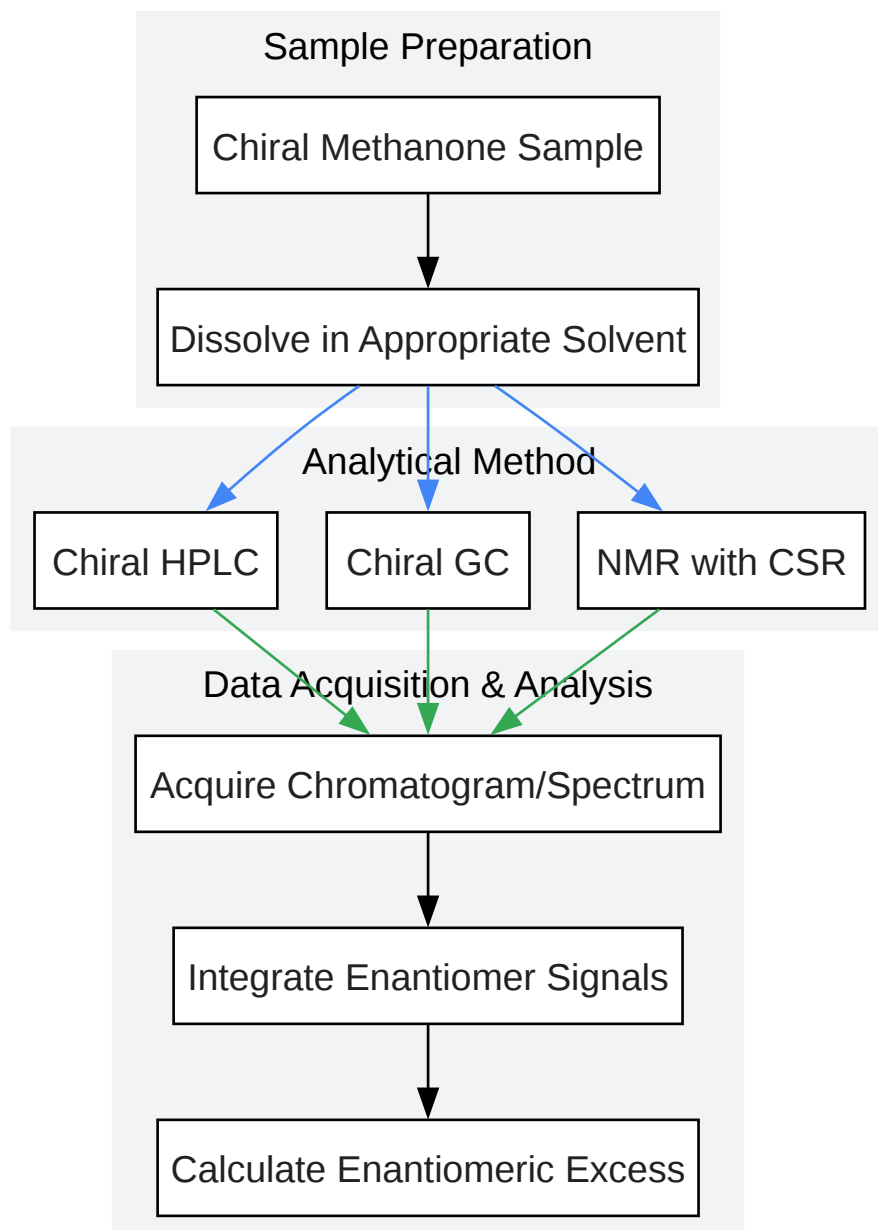 Sample Preparation
Chiral Methanone Sample
Dissolve in Appropriate Solvent
Analytical Method
Chiral HPLC
Chiral GC
NMR with CSR
Data Acquisition & Analysis
Acquire Chromatogram/Spectrum
Integrate Enantiomer Signals
Calculate Enantiomeric Excess